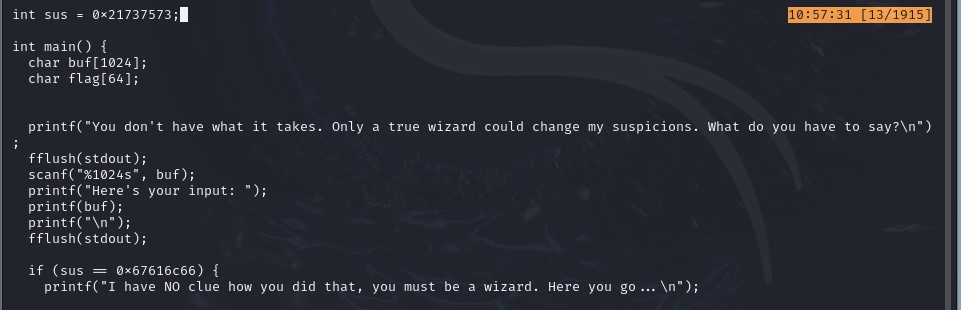 int sus = 0×21737573;
10:57:31 [13/1915]
int main() {
char buf[1024];
char flag[64];
printf("You don't have what it takes. Only a true wizard could change my suspicions. What do you have to say?\n")
;
fflush(stdout);
scanf("%1024s", buf);
printf("Here's your input: ");
printf(buf);
printf("\n");
fflush(stdout);
if (sus == 0×67616c66) {
printf("I have NO clue how you did that, you must be a wizard. Here you go...\n");